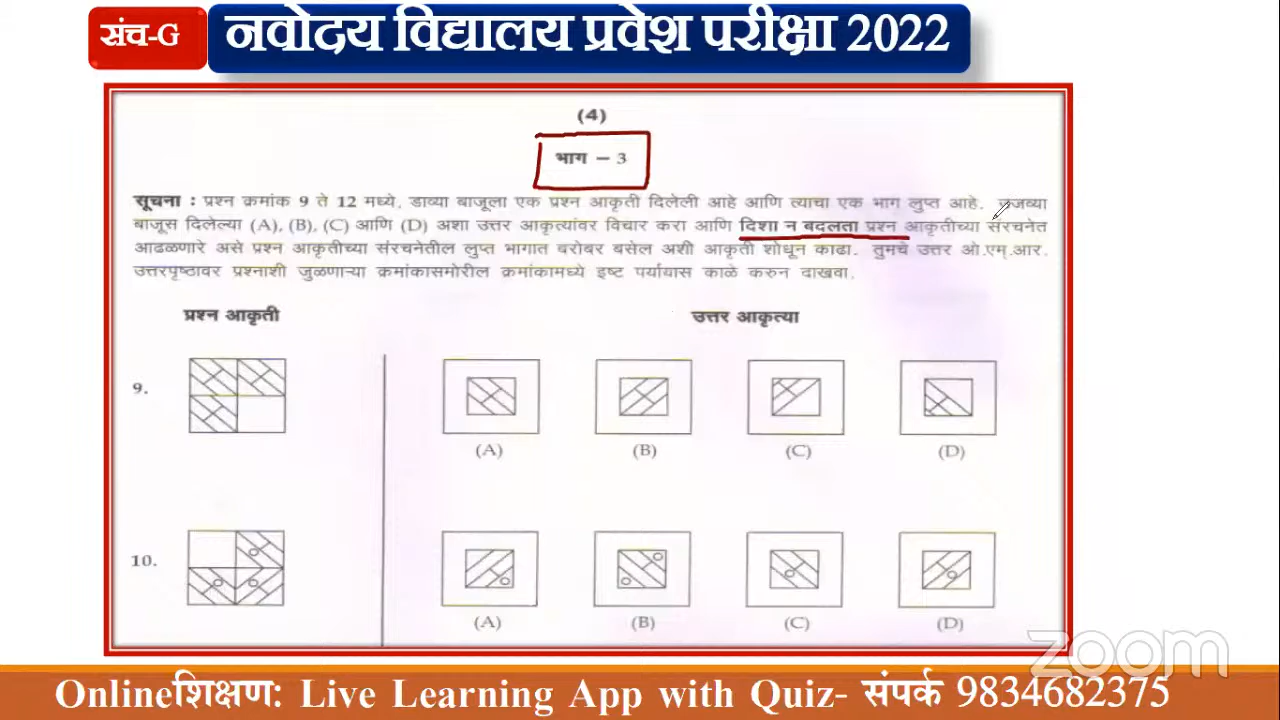 संच-G
नवोदय विद्यालय प्रवेश परीक्षा 2022
(4)
भाग – 3
सूचना : प्रश्न क्रमांक 9 ते 12 मध्ये, डाव्या बाजूला एक प्रश्न आकृती दिलेली आहे आणि त्याचा एक भाग लुप्त आहे.
बाजूस दिलेल्या (A), (B), (C) आणि (D) अशा उत्तर आकृत्यांवर विचार करा आणि दिशा न बदलता प्रश्न आकृतीच्या संरचनेत
आढळणारे असे प्रश्न आकृतीच्या संरचनेतील लुप्त भागात बरोबर बसेल अशी आकृती शोधून काढा. तुमचे उत्तर ओ.एम्.आर.
उत्तरपृष्ठावर प्रश्नाशी जुळणाऱ्या क्रमांकासमोरील क्रमांकामध्ये इष्ट पर्यायास काळे करुन दाखवा.
प्रश्न आकृती
उत्तर आकृत्या
9.
(A) (B) (C) (D)
10.
(A) (B) (C) (D)
zoom
Onlineशिक्षण: Live Learning App with Quiz- संपर्क 9834682375